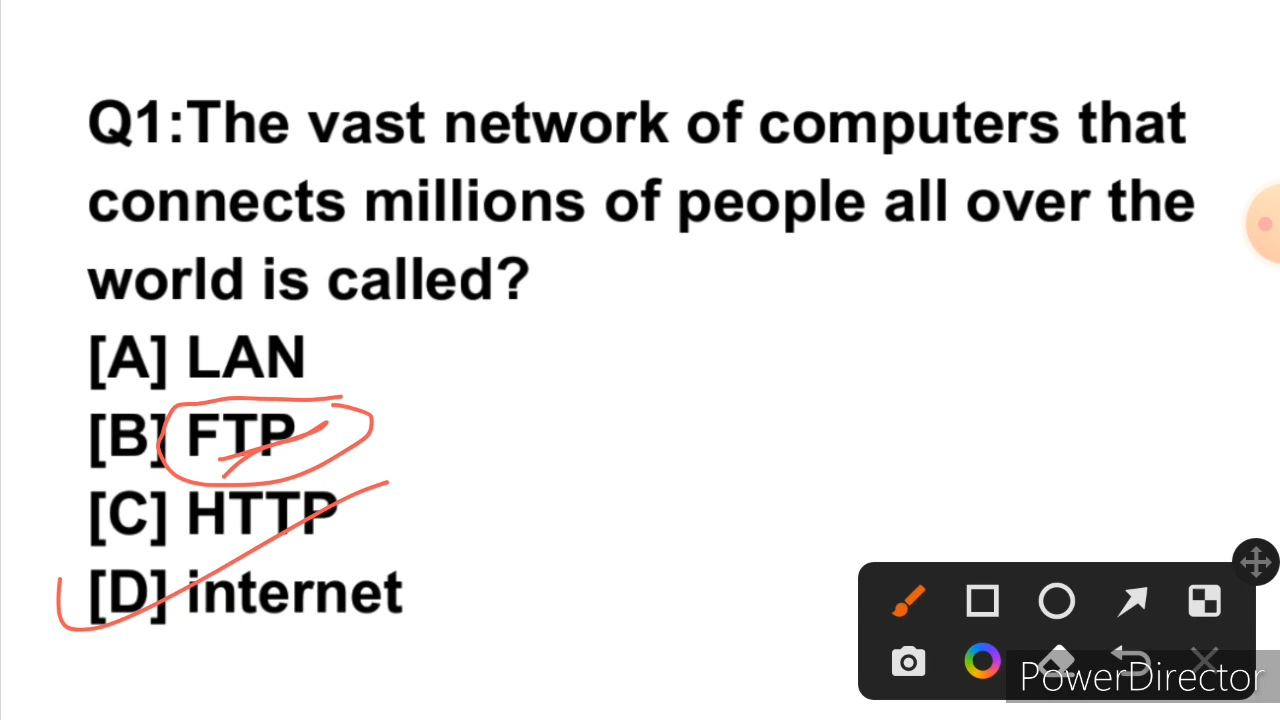 Q1:The vast network of computers that
connects millions of people all over the
world is called?
[A] LAN
[B] FTP
[C] HTTP
[D] internet
PowerDirector